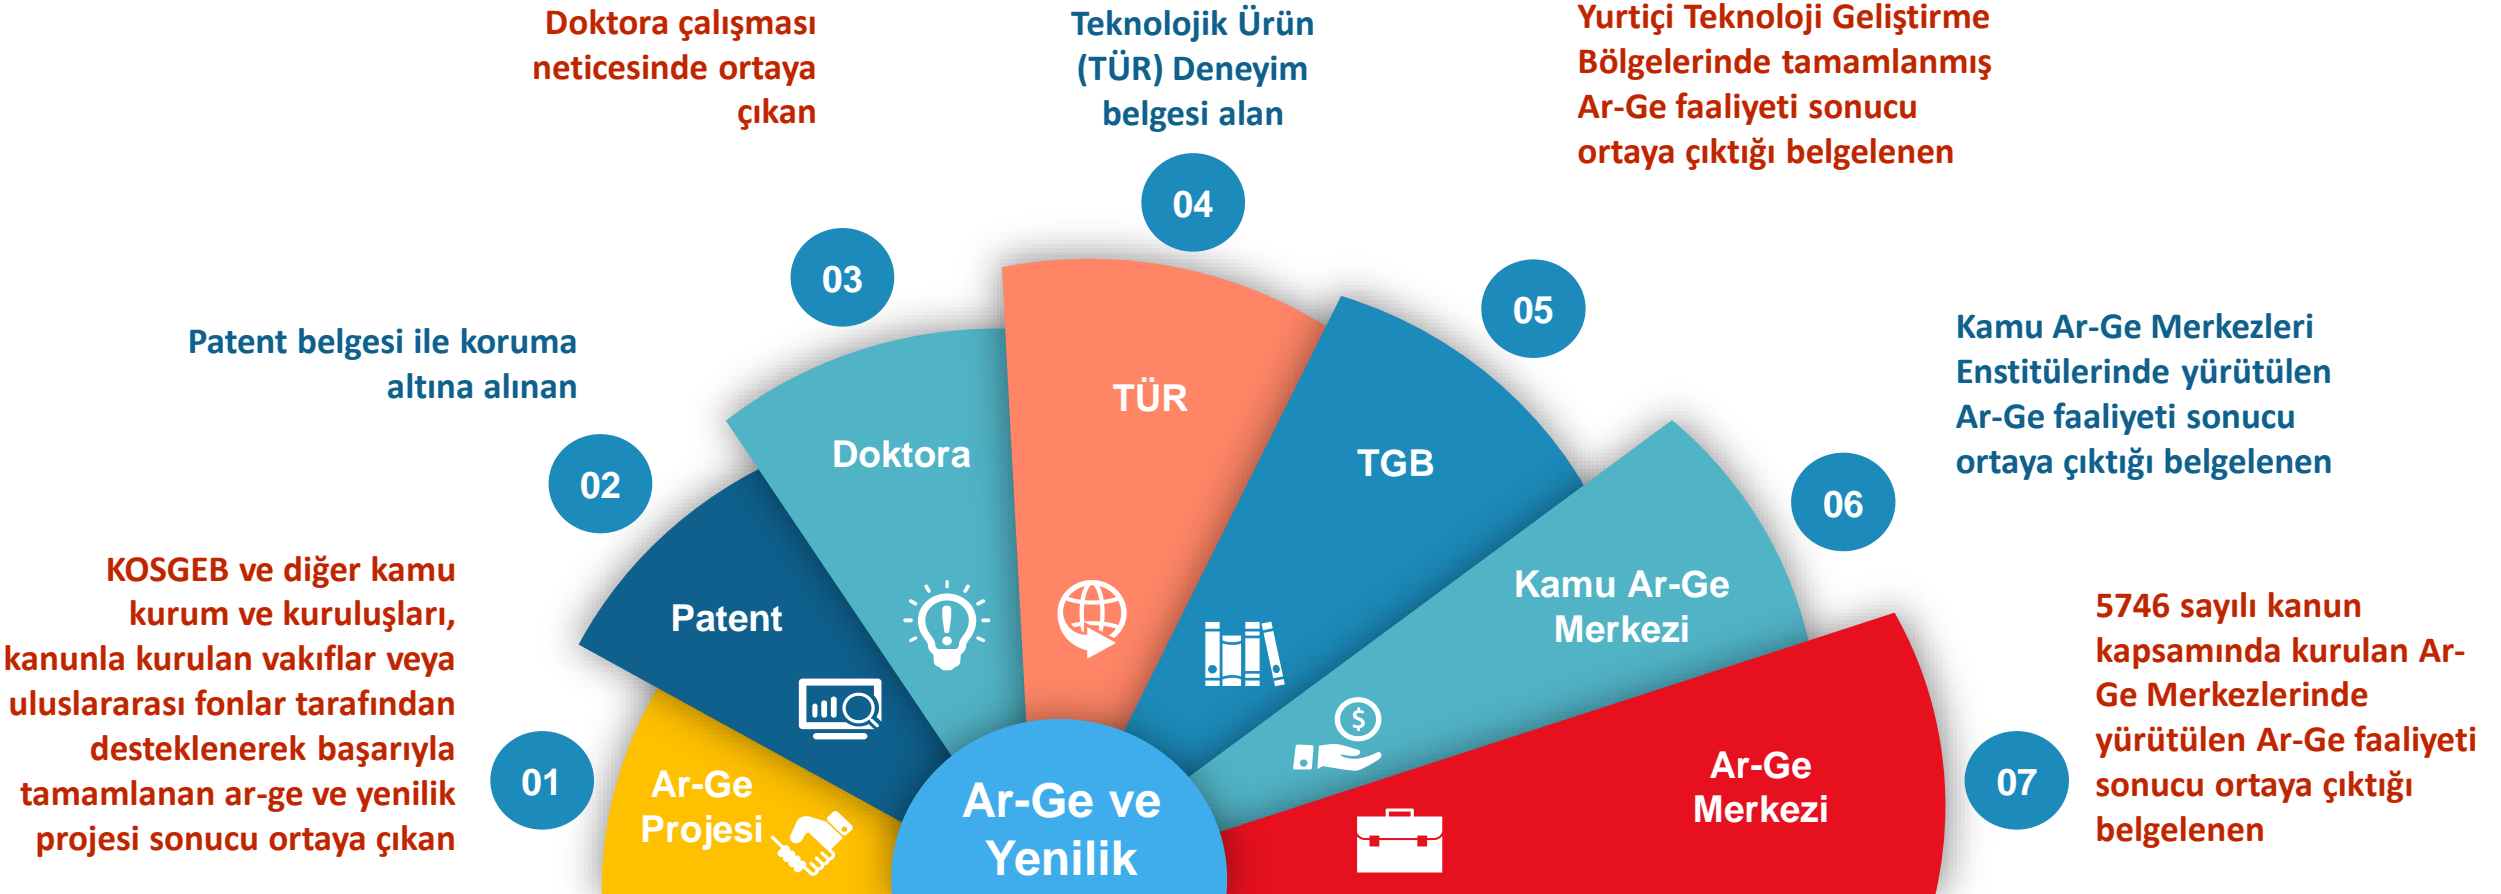 KOSGEB ve diğer kamu
kurum ve kuruluşları,
kanunla kurulan vakıflar veya
uluslararası fonlar tarafından
desteklenerek başarıyla
tamamlanan ar-ge ve yenilik
projesi sonucu ortaya çıkan
01
Ar-Ge
Projesi
Patent belgesi ile koruma
altına alınan
02
Patent
Doktora çalışması
neticesinde ortaya
çıkan
03
Doktora
Teknolojik Ürün
(TÜR) Deneyim
belgesi alan
04
TÜR
Yurtiçi Teknoloji Geliştirme
Bölgelerinde tamamlanmış
Ar-Ge faaliyeti sonucu
ortaya çıktığı belgelenen
05
TGB
Kamu Ar-Ge Merkezleri
Enstitülerinde yürütülen
Ar-Ge faaliyeti sonucu
ortaya çıktığı belgelenen
06
Kamu Ar-Ge
Merkezi
5746 sayılı kanun
kapsamında kurulan Ar-
Ge Merkezlerinde
yürütülen Ar-Ge faaliyeti
sonucu ortaya çıktığı
belgelenen
07
Ar-Ge
Merkezi
Ar-Ge ve
Yenilik
$